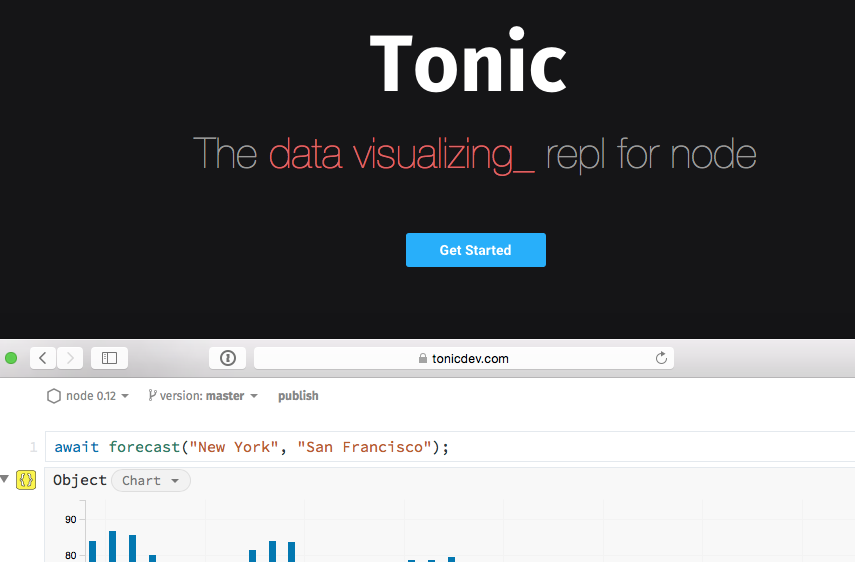 Tonic
The data visualizing_ repl for node
Get Started
tonicdev.com
node 0.12 version: master publish
1 await forecast("New York", "San Francisco");
{} Object Chart
90
80